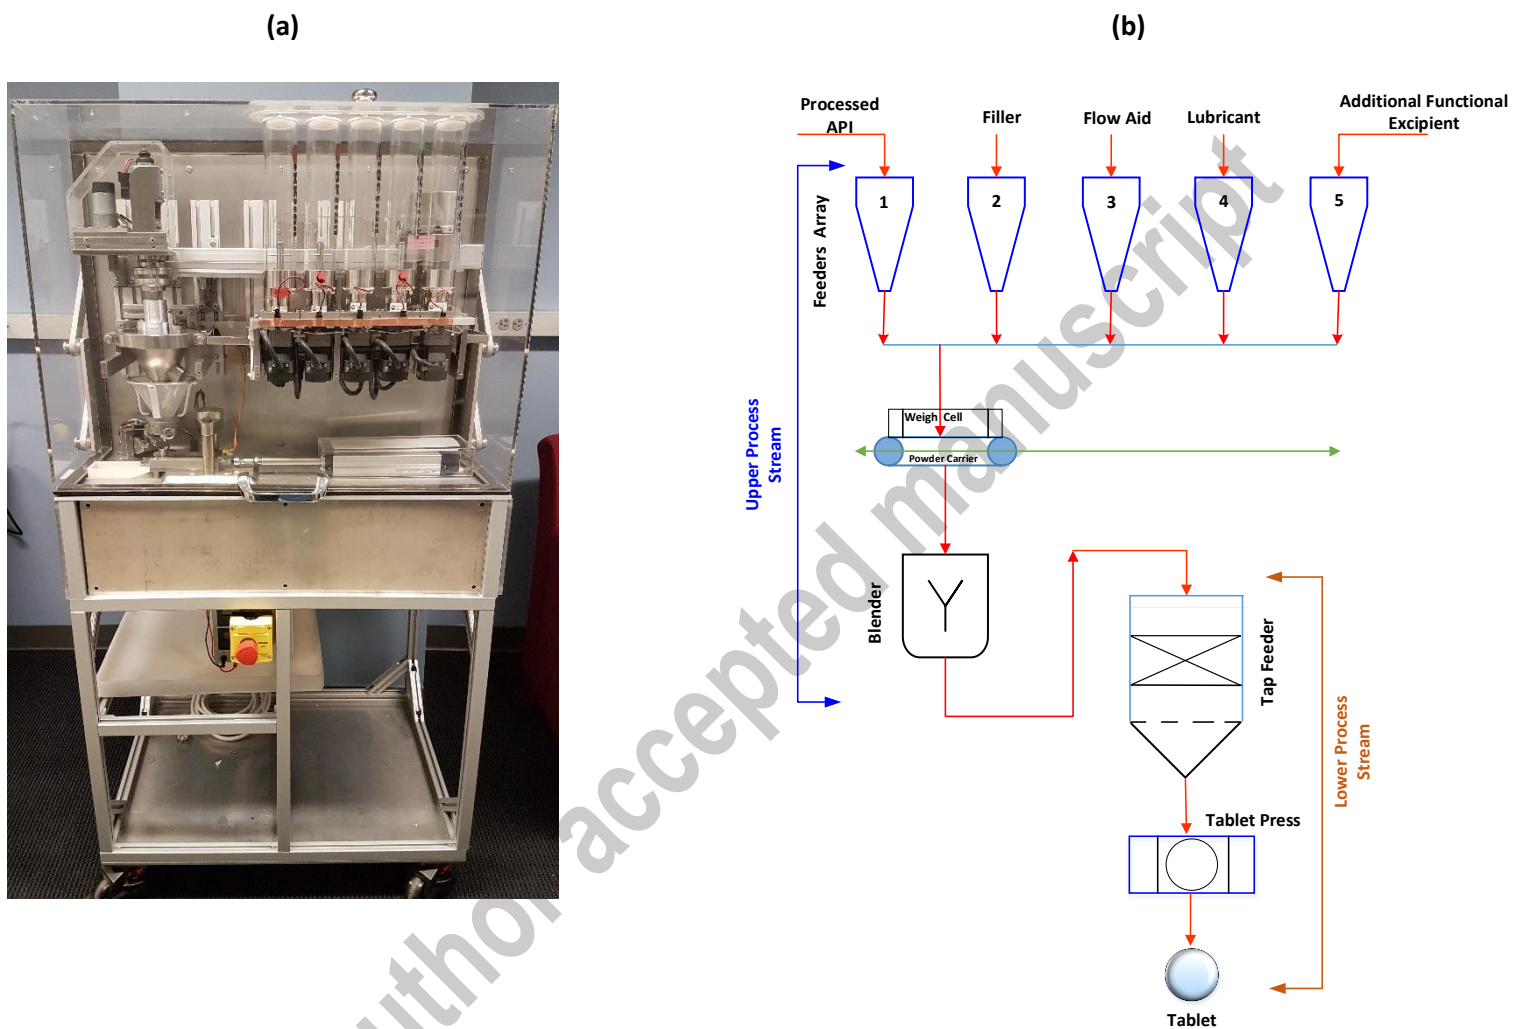 (a)
(b)
Processed
API
Filler
Flow Aid
Lubricant
Additional Functional
Excipient
1
2
3
4
5
Feeders Array
Weigh Cell
Powder Carrier
Upper Process
Stream
Blender
Tap Feeder
Lower Process
Stream
Tablet Press
Tablet
uthor accepted manuscript